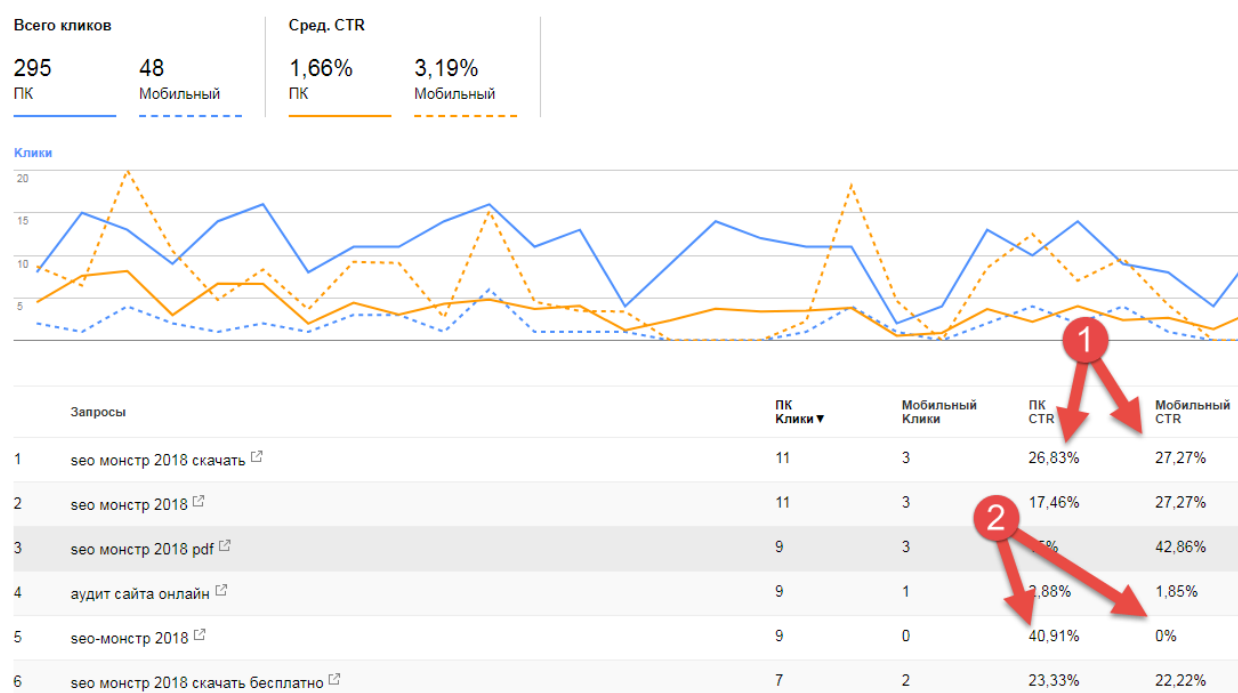 Всего кликов
Сред. CTR
295
48
1,66%
3,19%
ПК
Мобильный
ПК
Мобильный
Клики
20
15
10
5
1
Запросы
ПК Клики▼
Мобильный Клики
ПК CTR
Мобильный CTR
1 seo монстр 2018 скачать 11 3 26,83% 27,27%
2 seo монстр 2018 11 3 17,46% 27,27%
2
3 seo монстр 2018 pdf 9 3 42,86%
4 аудит сайта онлайн 9 1 2,88% 1,85%
5 seo-монстр 2018 9 0 40,91% 0%
6 seo монстр 2018 скачать бесплатно 7 2 23,33% 22,22%